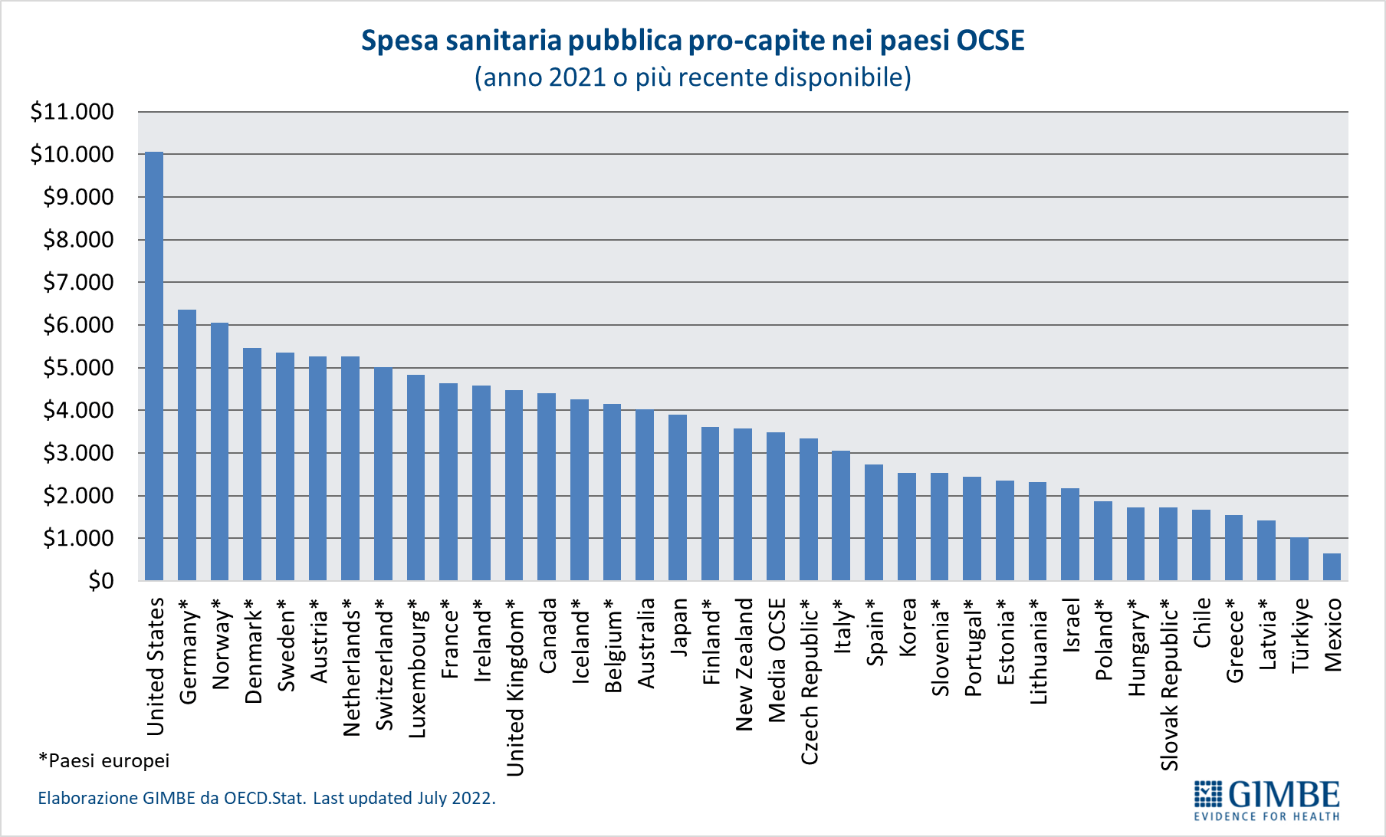 Spesa sanitaria pubblica pro-capite nei paesi OCSE
(anno 2021 o più recente disponibile)
$11.000
$10.000
$9.000
$8.000
$7.000
$6.000
$5.000
$4.000
$3.000
$2.000
$1.000
$0
United States
Germany*
Norway*
Denmark*
Sweden*
Austria*
Netherlands*
Switzerland*
Luxembourg*
France*
Ireland*
United Kingdom*
Canada
Iceland*
Belgium*
Australia
Japan
Finland*
New Zealand
Media OCSE
Czech Republic*
Italy*
Spain*
Korea
Slovenia*
Portugal*
Estonia*
Lithuania*
Israel
Poland*
Hungary*
Slovak Republic*
Chile
Greece*
Latvia*
Türkiye
Mexico
*Paesi europei
Elaborazione GIMBE da OECD.Stat. Last updated July 2022.
GIMBE
EVIDENCE FOR HEALTH